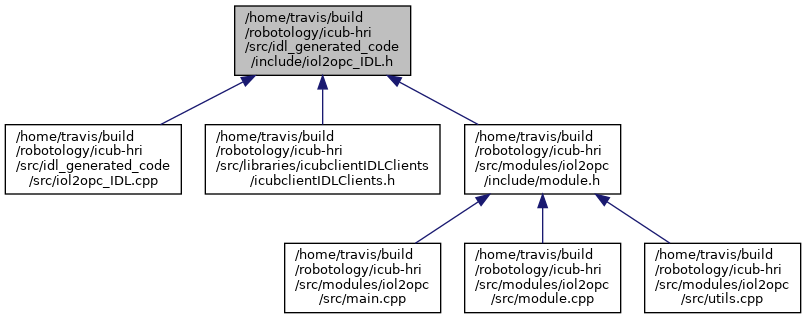 /home/travis/build
/robotology/icub-hri
/src/idl_generated_code
/include/iol2opc_IDL.h
/home/travis/build
/robotology/icub-hri
/src/idl_generated_code
/src/iol2opc_IDL.cpp
/home/travis/build
/robotology/icub-hri
/src/libraries/icubclientIDLClients
/icubclientIDLClients.h
/home/travis/build
/robotology/icub-hri
/src/modules/iol2opc
/include/module.h
/home/travis/build
/robotology/icub-hri
/src/modules/iol2opc
/src/main.cpp
/home/travis/build
/robotology/icub-hri
/src/modules/iol2opc
/src/module.cpp
/home/travis/build
/robotology/icub-hri
/src/modules/iol2opc
/src/utils.cpp